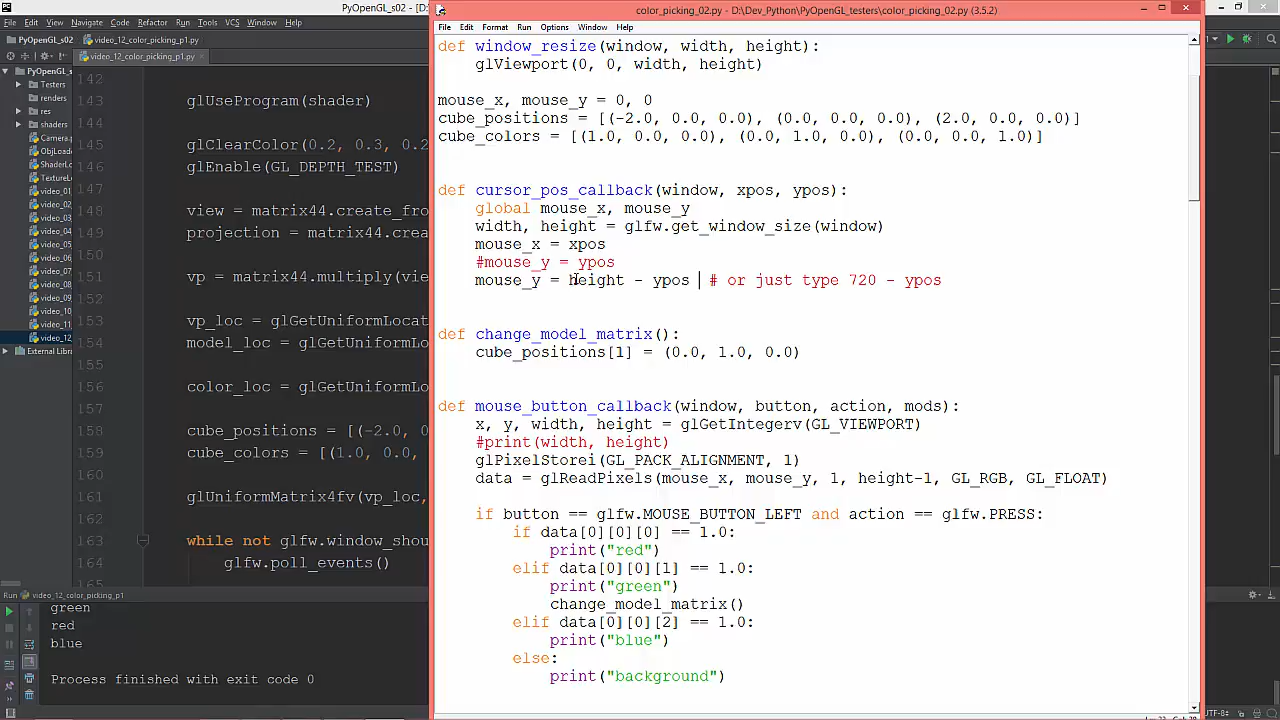 PyOpenGL_s02 - [D:
File Edit View Navigate Code Refactor Run Tools VCS Window Help
PyOpenGL_s02 video_12_color_picking_p1.py
video_12_color_picking_p1.py
PyOpenGL_s
Testers
renders
res
shaders
Camera.p
ObjLoad
ShaderLo
TextureL
video_01
video_02
video_03
video_04
video_05
video_06
video_07
video_08
video_09
video_10
video_11
video_12
External Libr
142
143 glUseProgram(shader)
144
145 glClearColor(0.2, 0.3, 0.2
146 glEnable(GL_DEPTH_TEST)
147
151
148 view = matrix44.create_fro
149 projection = matrix44.crea
152 vp = matrix44.multiply(vie
153 vp_loc = glGetUniformLocat
154 model_loc = glGetUniformLo
155
156 color_loc = glGetUniformLo
157
158 cube_positions = [(-2.0, 0
159 cube_colors = [(1.0, 0.0,
160
161 glUniformMatrix4fv(vp_loc,
162
163 while not glfw.window_shou
164 glfw.poll_events()
165
Run video_12_color_picking_p1
green
red
blue
Process finished with exit code 0
color_picking_02.py - D:\Dev_Python\PyOpenGL_testers\color_picking_02.py (3.5.2)
File Edit Format Run Options Window Help
def window_resize(window, width, height):
glViewport(0, 0, width, height)
mouse_x, mouse_y = 0, 0
cube_positions = [(-2.0, 0.0, 0.0), (0.0, 0.0, 0.0), (2.0, 0.0, 0.0)]
cube_colors = [(1.0, 0.0, 0.0), (0.0, 1.0, 0.0), (0.0, 0.0, 1.0)]
def cursor_pos_callback(window, xpos, ypos):
global mouse_x, mouse_y
width, height = glfw.get_window_size(window)
mouse_x = xpos
#mouse_y = ypos
mouse_y = height - ypos # or just type 720 - ypos
def change_model_matrix():
cube_positions[1] = (0.0, 1.0, 0.0)
def mouse_button_callback(window, button, action, mods):
x, y, width, height = glGetIntegerv(GL_VIEWPORT)
#print(width, height)
glPixelStorei(GL_PACK_ALIGNMENT, 1)
data = glReadPixels(mouse_x, mouse_y, 1, height-1, GL_RGB, GL_FLOAT)
if button == glfw.MOUSE_BUTTON_LEFT and action == glfw.PRESS:
if data[0][0][0] == 1.0:
print("red")
elif data[0][0][1] == 1.0:
print("green")
change_model_matrix()
elif data[0][0][2] == 1.0:
print("blue")
else:
print("background")
UTF-8